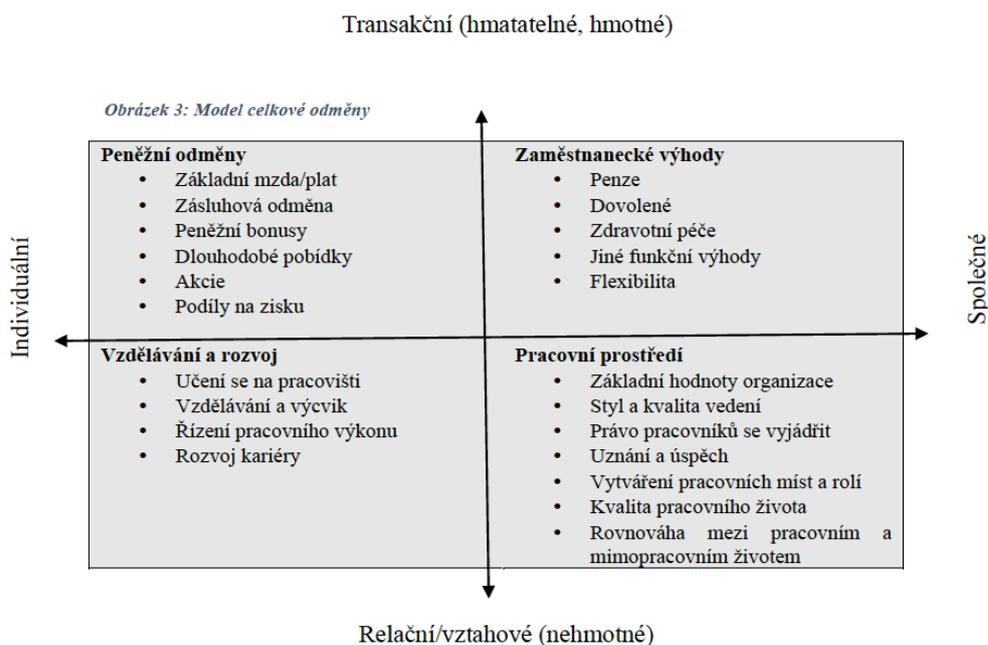 Transakční (hmatatelné, hmotné)
Obrázek 3: Model celkové odměny
Individuální
Peněžní odměny
• Základní mzda/plat
• Zásluhová odměna
• Peněžní bonusy
• Dlouhodobé pobídky
• Akcie
• Podíly na zisku
Zaměstnanecké výhody
• Penze
• Dovolené
• Zdravotní péče
• Jiné funkční výhody
• Flexibilita
Společné
Vzdělávání a rozvoj
• Učení se na pracovišti
• Vzdělávání a výcvik
• Řízení pracovního výkonu
• Rozvoj kariéry
Pracovní prostředí
• Základní hodnoty organizace
• Styl a kvalita vedení
• Právo pracovníků se vyjádřit
• Uznání a úspěch
• Vytváření pracovních míst a rolí
• Kvalita pracovního života
• Rovnováha mezi pracovním a
mimopracovním životem
Relační/vztahové (nehmotné)